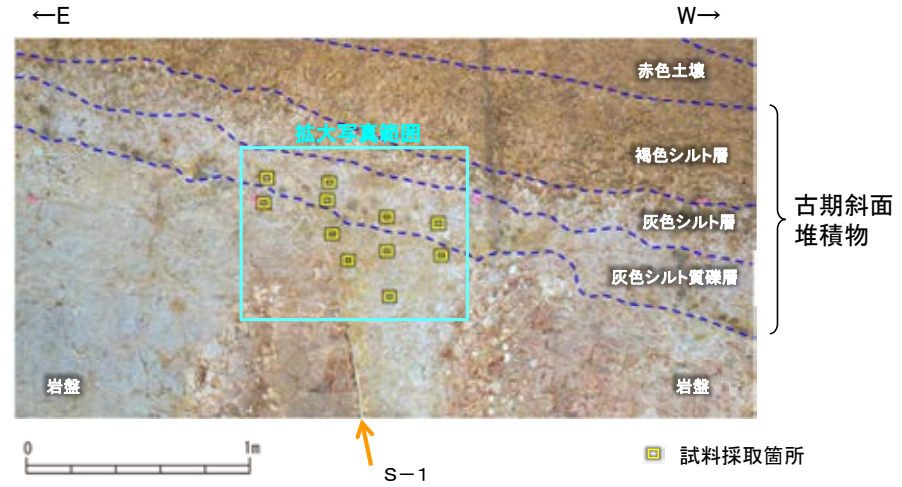 ←E
W→
赤色土壌
拡大写真範囲
褐色シルト層
灰色シルト層
古期斜面
堆積物
灰色シルト質礫層
岩盤
岩盤
0
1m
試料採取箇所
S－1